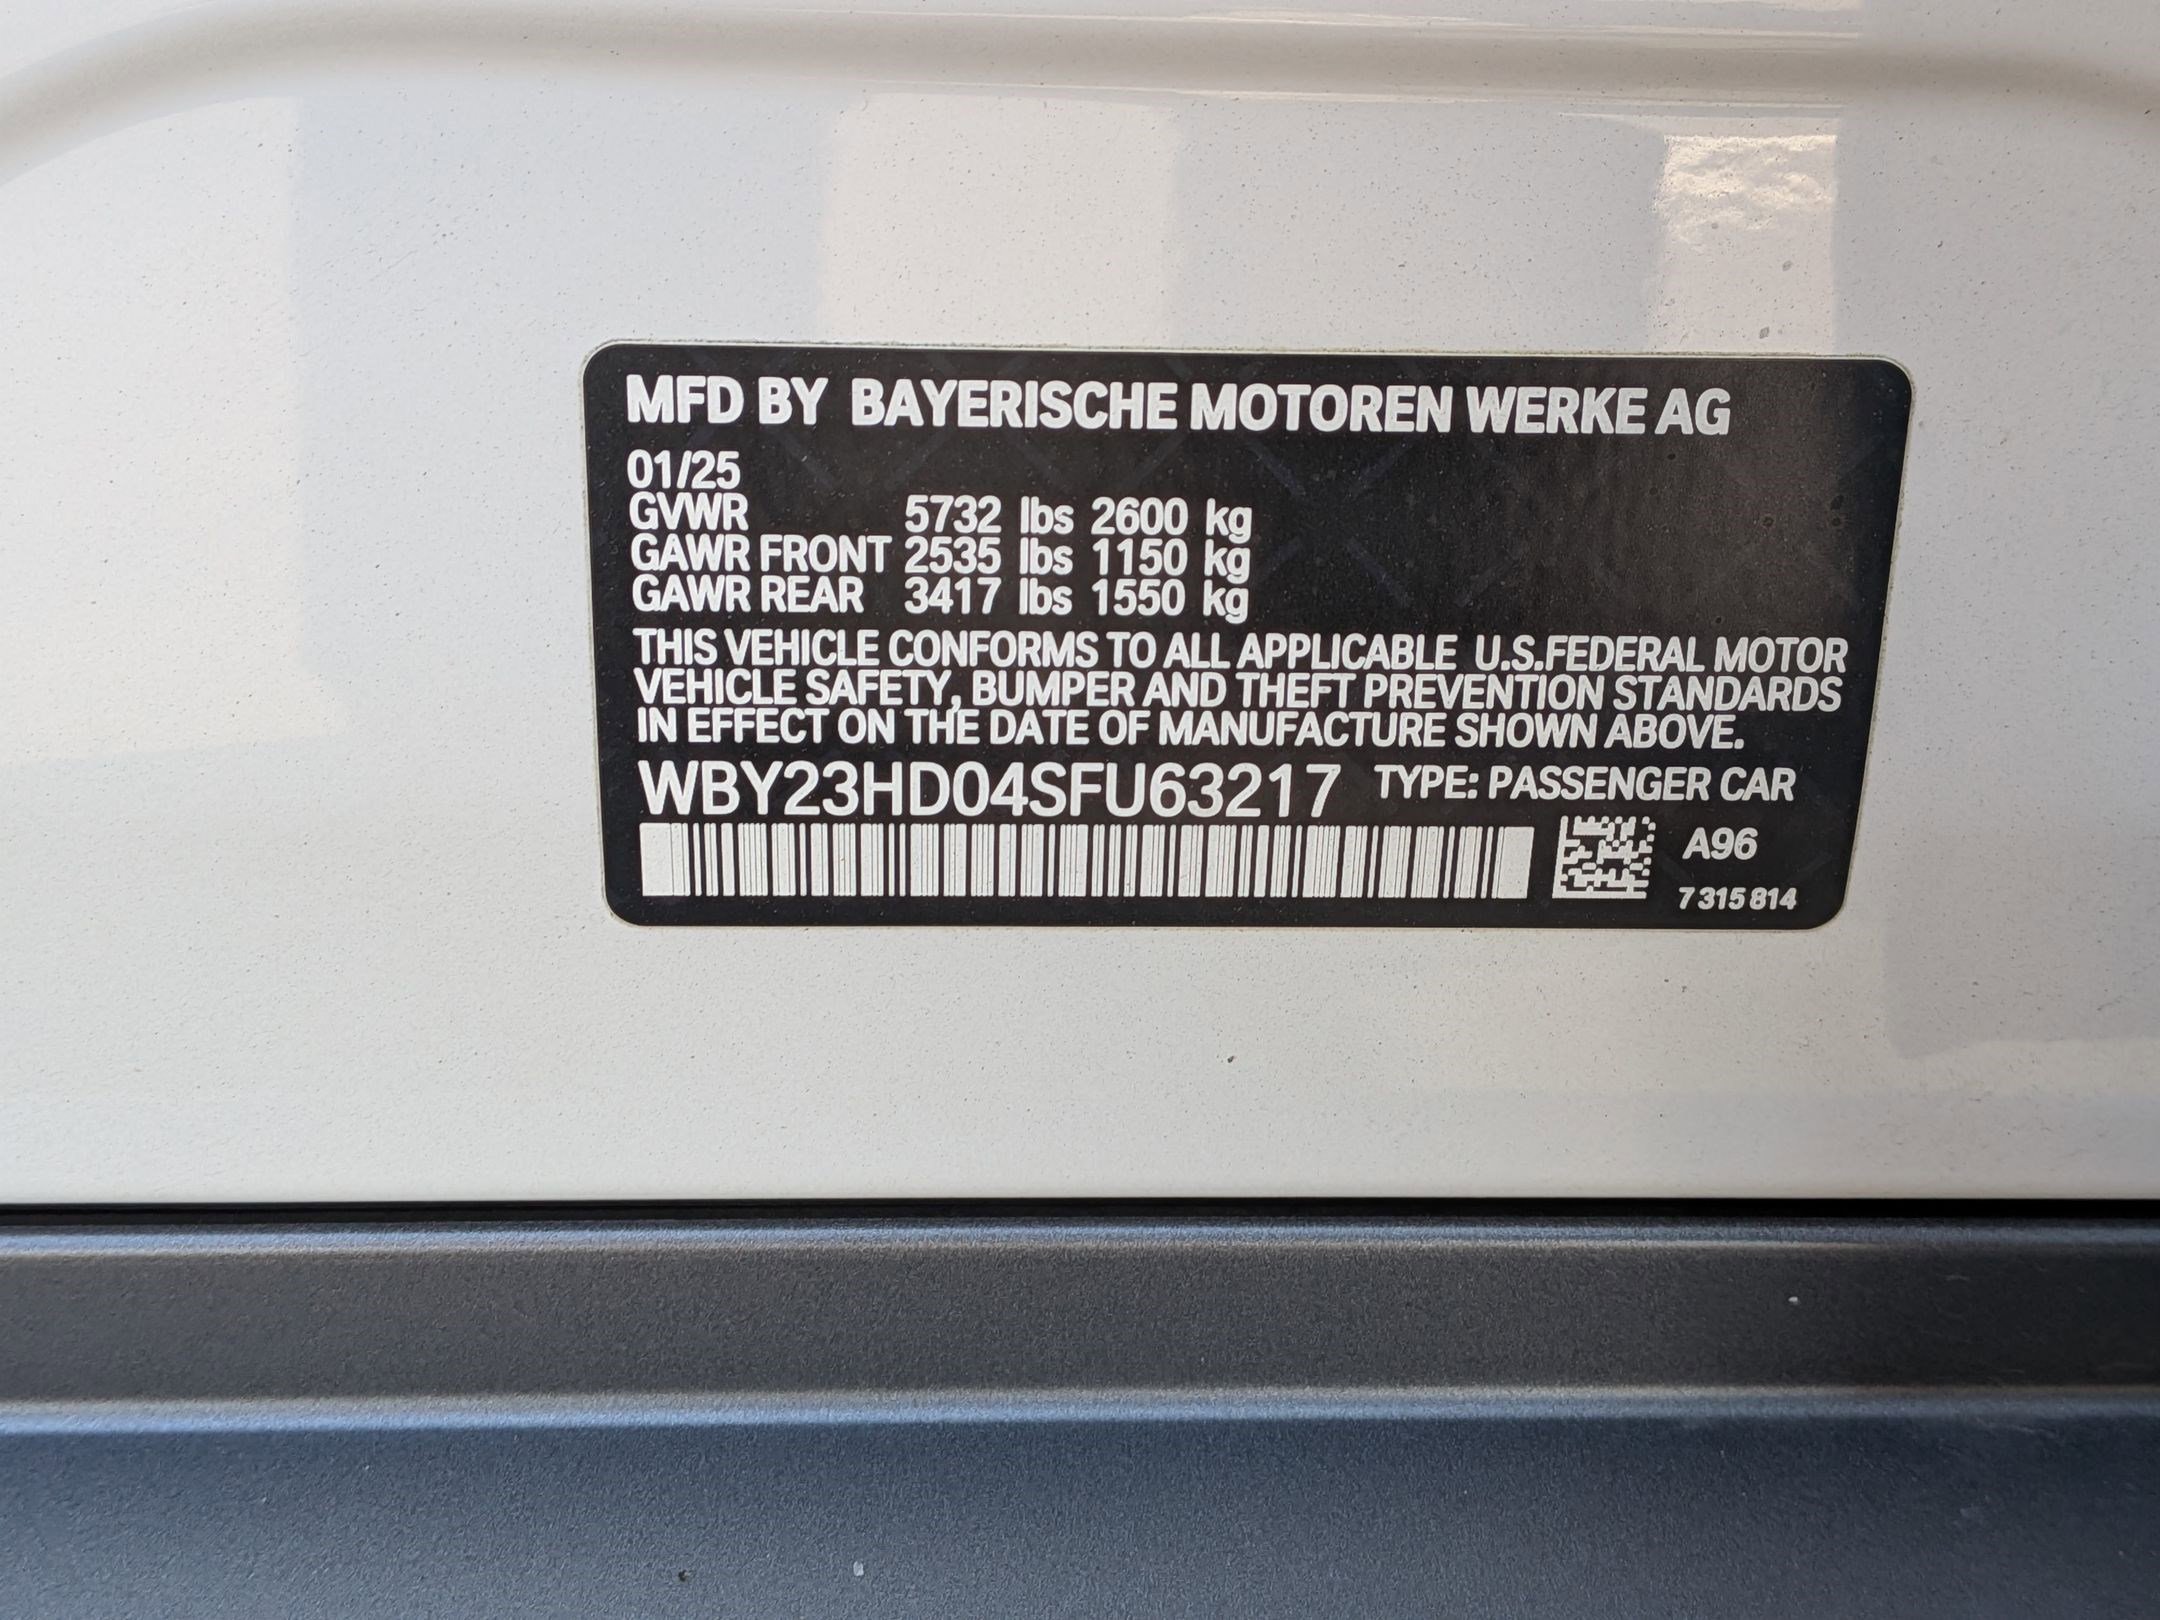 MFD BY BAYERISCHE MOTOREN WERKE AG
01/25
GVWR 5732 lbs 2600 kg
GAWR FRONT 2535 lbs 1150 kg
GAWR REAR 3417 lbs 1550 kg
THIS VEHICLE CONFORMS TO ALL APPLICABLE U.S.FEDERAL MOTOR
VEHICLE SAFETY, BUMPER AND THEFT PREVENTION STANDARDS
IN EFFECT ON THE DATE OF MANUFACTURE SHOWN ABOVE.
WBY23HD04SFU63217 TYPE: PASSENGER CAR
A96
7 315 814